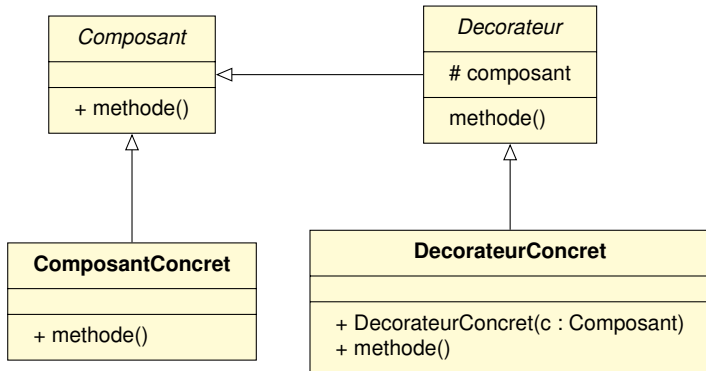 Composant
+ methode()
Decorateur
# composant
methode()
ComposantConcret
+ methode()
DecorateurConcret
+ DecorateurConcret(c : Composant)
+ methode()